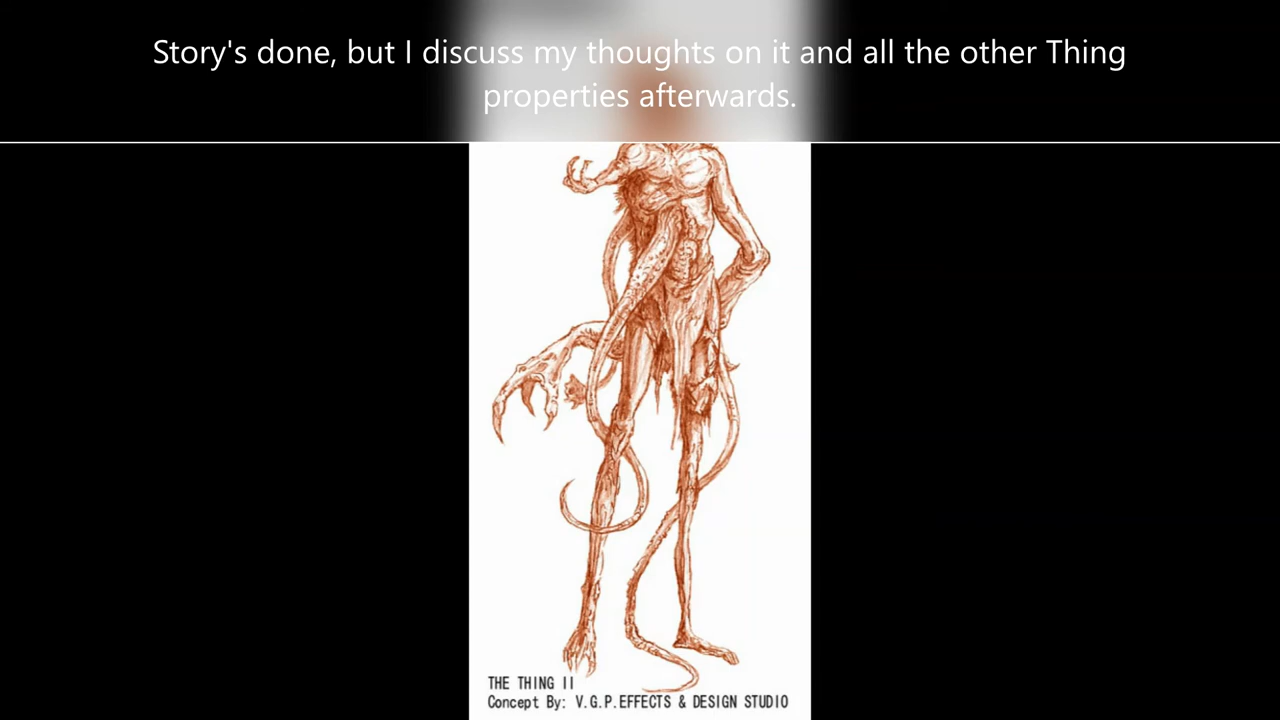 Story's done, but I discuss my thoughts on it and all the other Thing
properties afterwards.
THE THING II
Concept By: V.G.P.EFFECTS & DESIGN STUDIO